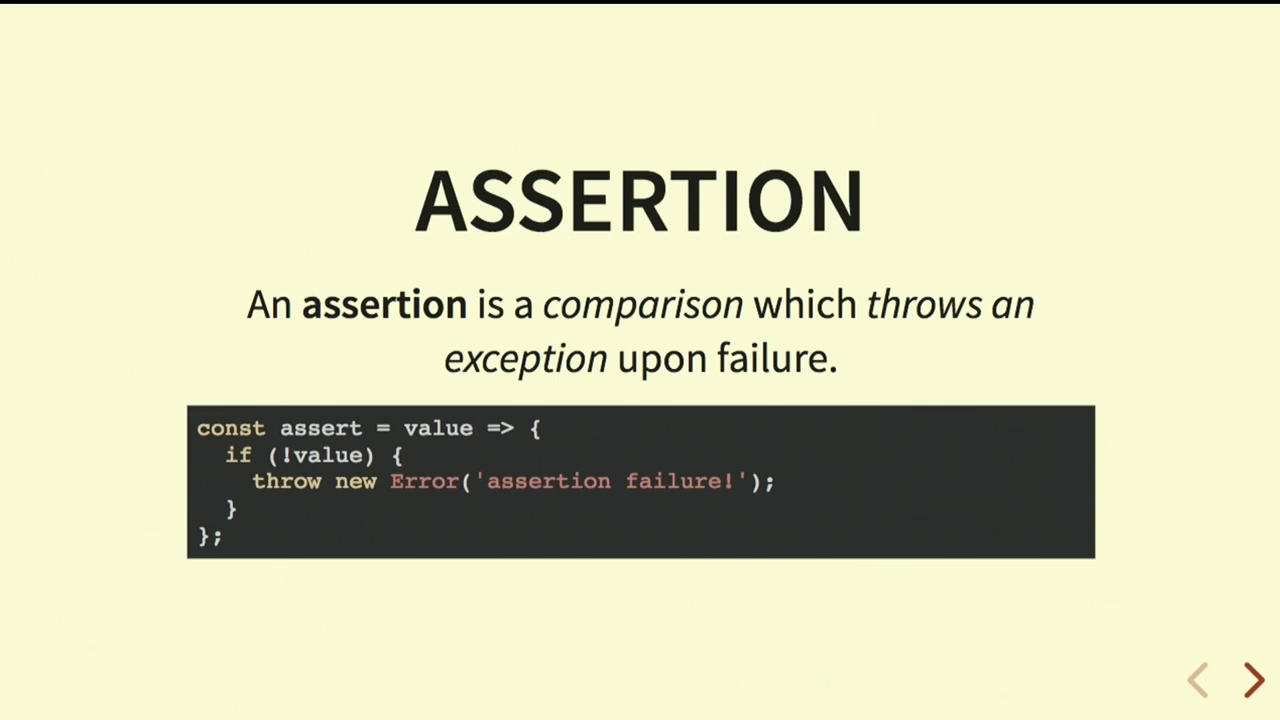 ASSERTION
An assertion is a comparison which throws an
exception upon failure.
const assert = value => {
  if (!value) {
    throw new Error('assertion failure!');
  }
};